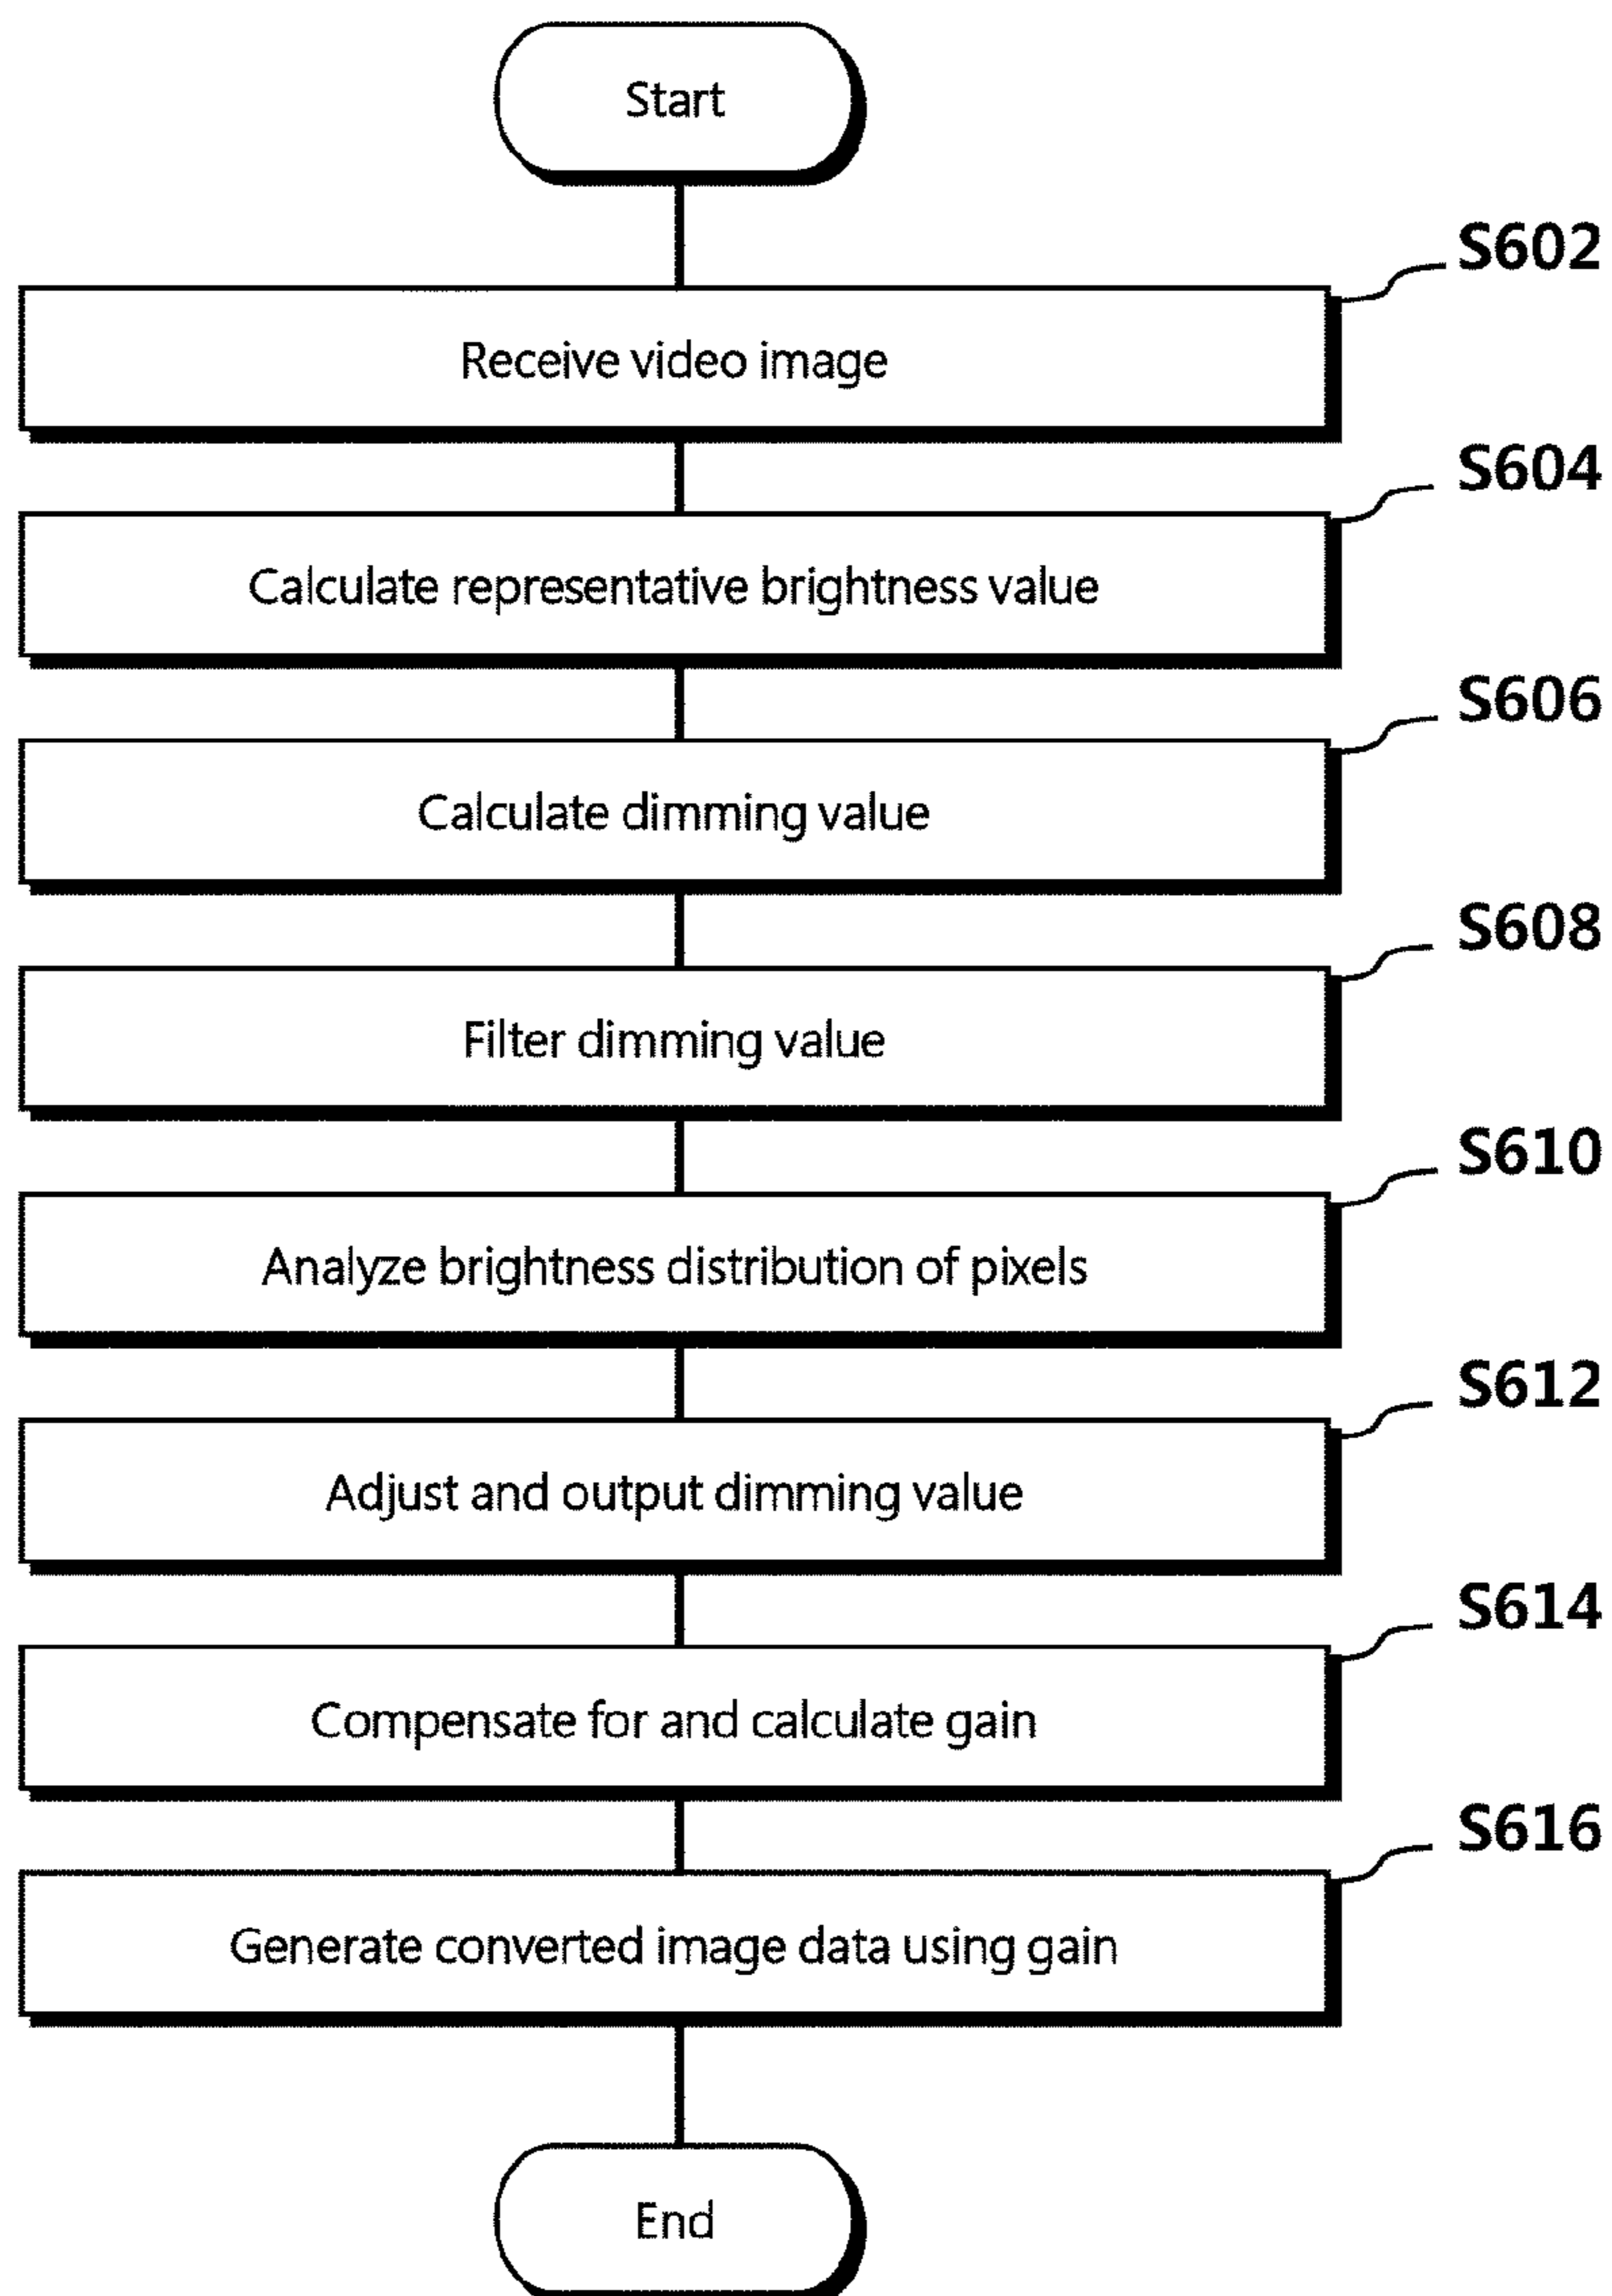 Start
S602
Receive video image
S604
Calculate representative brightness value
S606
Calculate dimming value
S608
Filter dimming value
S610
Analyze brightness distribution of pixels
S612
Adjust and output dimming value
S614
Compensate for and calculate gain
S616
Generate converted image data using gain
End